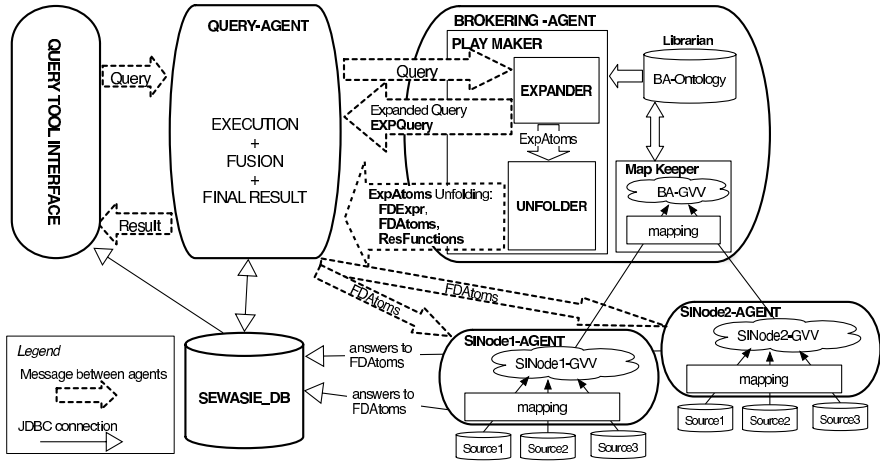 QUERY TOOL INTERFACE
Query
Result
QUERY-AGENT
EXECUTION
+
FUSION
+
FINAL RESULT
BROKERING -AGENT
PLAY MAKER
Query
EXPANDER
Expanded Query
EXPQuery
ExpAtoms
ExpAtoms Unfolding:
FDExpr,
FDAtoms,
ResFunctions
UNFOLDER
Librarian
BA-Ontology
Map Keeper
BA-GVV
mapping
FDAtoms
FDAtoms
SINode1-AGENT
SINode1-GVV
mapping
Source1
Source2
Source3
SINode2-AGENT
SINode2-GVV
mapping
Source1
Source2
Source3
answers to
FDAtoms
answers to
FDAtoms
SEWASIE_DB
Legend
Message between agents
JDBC connection